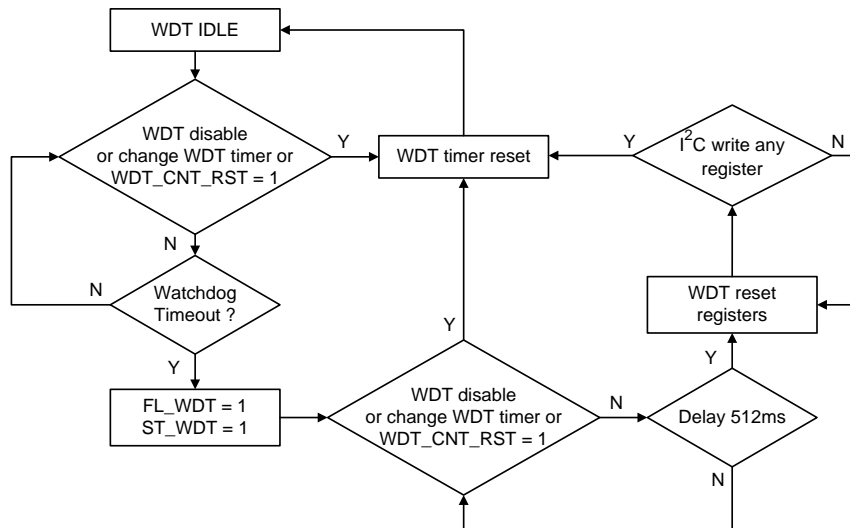 WDT IDLE
WDT disable
or change WDT timer or
WDT_CNT_RST = 1
Y
N
Watchdog
Timeout ?
N
Y
FL_WDT = 1
ST_WDT = 1
WDT timer reset
Y
WDT disable
or change WDT timer or
WDT_CNT_RST = 1
N
Delay 512ms
Y
N
WDT reset
registers
I²C write any
register
Y
N